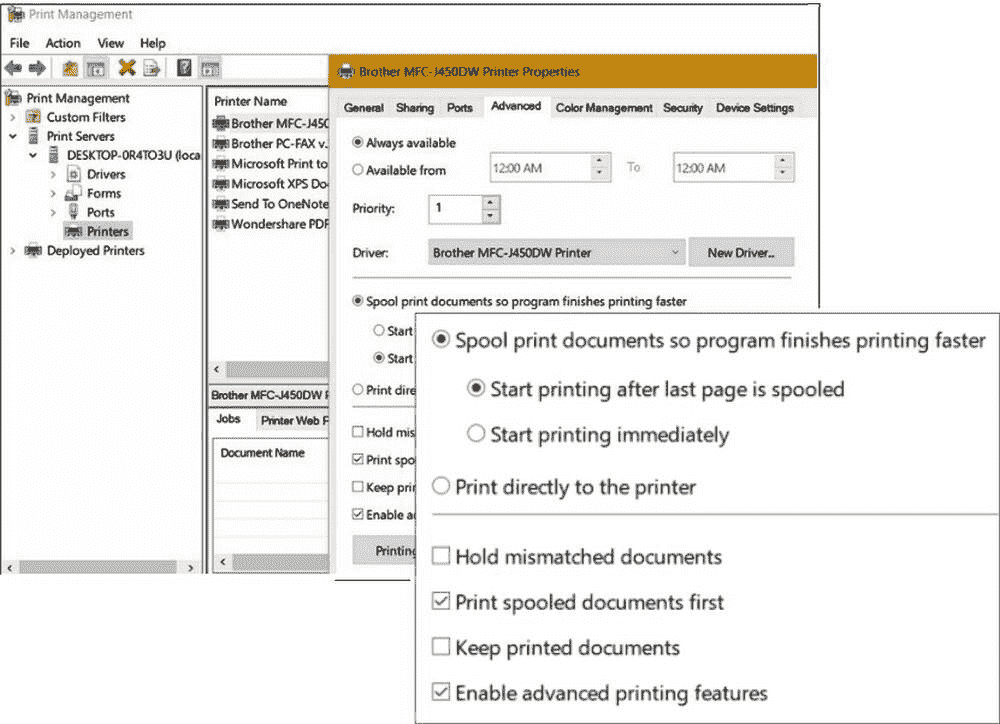 Print Management
File Action View Help
Print Management
Custom Filters
Print Servers
DESKTOP-0R4TO3U (loca
Drivers
Forms
Ports
Printers
Deployed Printers
Printer Name
Brother MFC-J45C
Brother PC-FAX v.
Microsoft Print to
Microsoft XPS Do
Send To OneNote
Wondershare PDF
Brother MFC-J450DW P
Jobs Printer Web P
Document Name
Brother MFC-J450DW Printer Properties
General Sharing Ports Advanced Color Management Security Device Settings
Always available
Available from 12:00 AM To 12:00 AM
Priority: 1
Driver: Brother MFC-J450DW Printer New Driver...
Spool print documents so program finishes printing faster
Start
Start
Print dire
Hold mis
Print spo
Keep prin
Enable a
Printing
Spool print documents so program finishes printing faster
Start printing after last page is spooled
Start printing immediately
Print directly to the printer
Hold mismatched documents
Print spooled documents first
Keep printed documents
Enable advanced printing features